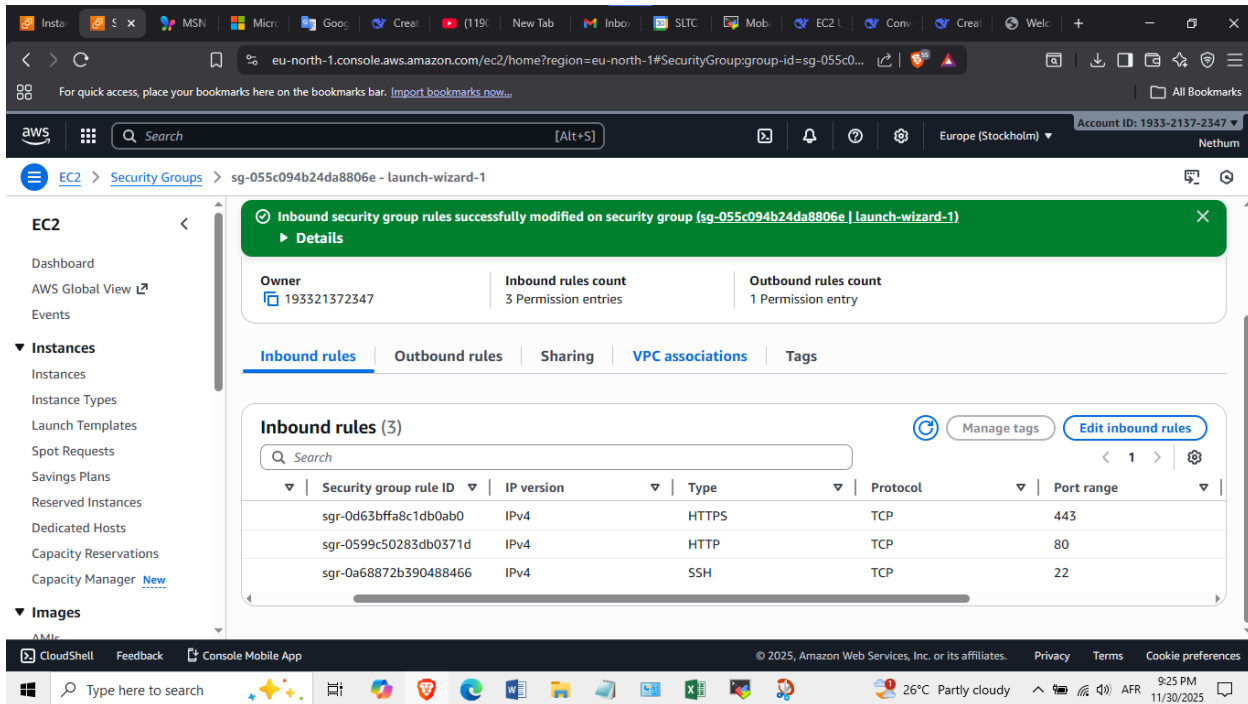 Insta S MSN Micro Goog Creat (119( New Tab Inbox SLTC Mob: EC2 L Conv Creat Welc
eu-north-1.console.aws.amazon.com/ec2/home?region=eu-north-1#SecurityGroup:group-id=sg-055c0...
For quick access, place your bookmarks here on the bookmarks bar. Import bookmarks now...
All Bookmarks
aws Search [Alt+S] Europe (Stockholm) Account ID: 1933-2137-2347
Nethum
EC2 > Security Groups > sg-055c094b24da8806e - launch-wizard-1
EC2
Dashboard
AWS Global View
Events
Instances
Instances
Instance Types
Launch Templates
Spot Requests
Savings Plans
Reserved Instances
Dedicated Hosts
Capacity Reservations
Capacity Manager New
Images
AMIs
Inbound security group rules successfully modified on security group (sg-055c094b24da8806e | launch-wizard-1)
Details
Owner Inbound rules count Outbound rules count
193321372347 3 Permission entries 1 Permission entry
Inbound rules Outbound rules Sharing VPC associations Tags
Inbound rules (3) Manage tags Edit inbound rules
Search 1
Security group rule ID IP version Type Protocol Port range
sgr-0d63bffa8c1db0ab0 IPv4 HTTPS TCP 443
sgr-0599c50283db0371d IPv4 HTTP TCP 80
sgr-0a68872b390488466 IPv4 SSH TCP 22
CloudShell Feedback Console Mobile App © 2025, Amazon Web Services, Inc. or its affiliates. Privacy Terms Cookie preferences
Type here to search 26°C Partly cloudy AFR 9:25 PM
11/30/2025